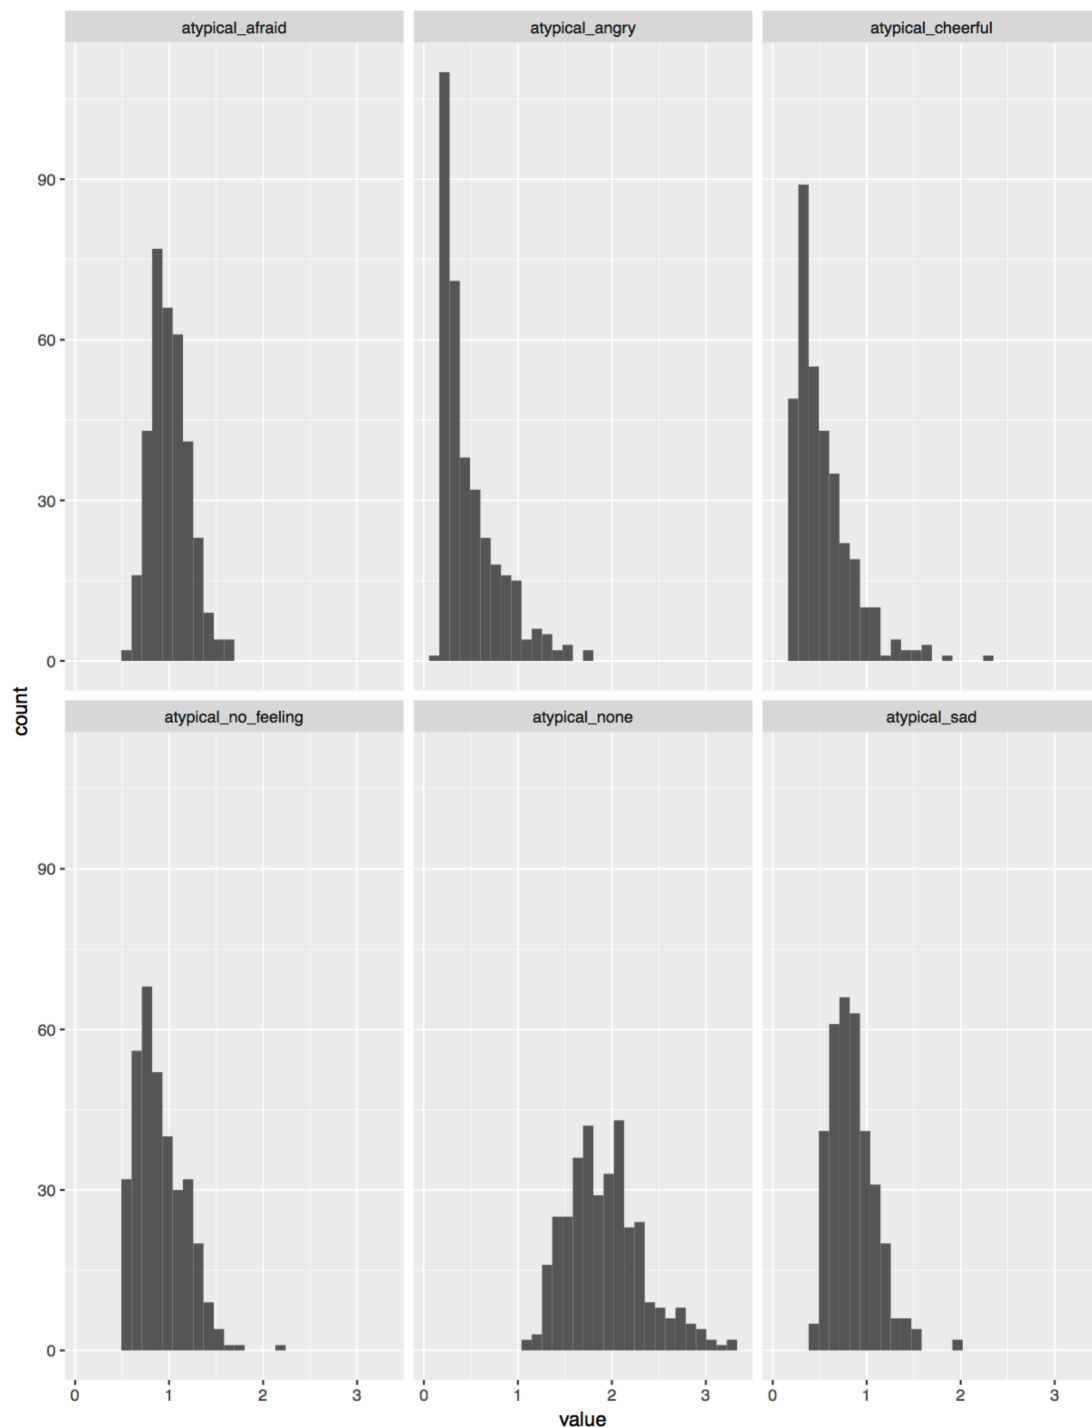 atypical_afraid atypical_angry atypical_cheerful
90
60
30
0
count
atypical_no_feeling atypical_none atypical_sad
90
60
30
0
0 1 2 3 0 1 2 3 0 1 2 3
value